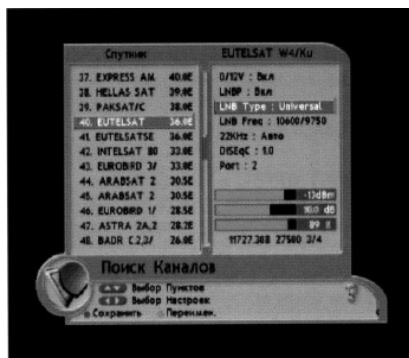 Спутник
37. EXPRESS AM 40.0E
38. HELLAS SAT 39.0E
39. PAKSAT/C 38.0E
40. EUTELSAT 36.0E
41. EUTELSATSE 36.0E
42. INTELSAT 80 33.0E
43. EUROBIRD 3/ 33.0E
44. ARABSAT 2 30.5E
45. ARABSAT 2 30.5E
46. EUROBIRD 1/ 28.5E
47. ASTRA 2A,2 28.2E
48. BADR C,2,3/ 26.0E
EUTELSAT W4/Ku
0/12V : Вкл
LNBP : Вкл
LNB Type : Universal
LNB Freq : 10600/9750
22KHz : Авто
DISEqC : 1.0
Port : 2
-13dBm
dB
89
11727.308 27500 3/4
Поиск Каналов
Выбор Пунктов
Выбор Настроек
Сохранить Переимен.